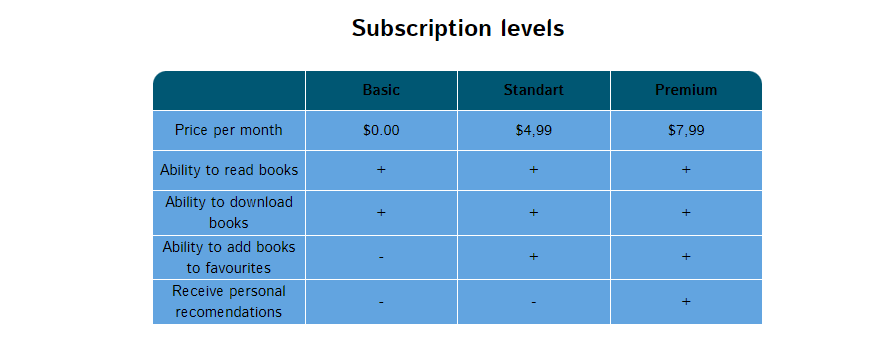 Subscription levels
Basic Standart Premium
Price per month $0.00 $4,99 $7,99
Ability to read books + + +
Ability to download
books + + +
Ability to add books
to favourites - + +
Receive personal
recomendations - - +